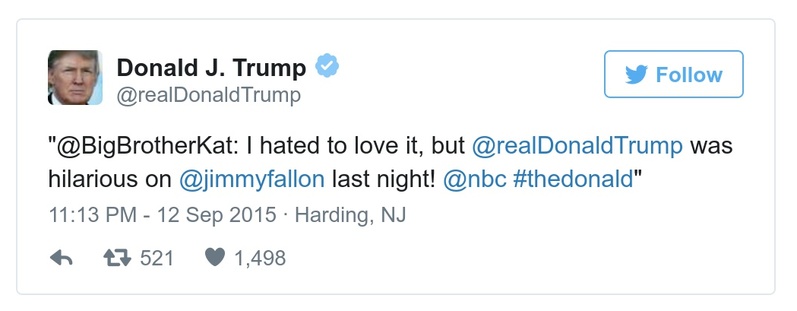 Donald J. Trump
@realDonaldTrump
Follow
"@BigBrotherKat: I hated to love it, but @realDonaldTrump was
hilarious on @jimmyfallon last night! @nbc #thedonald"
11:13 PM - 12 Sep 2015 · Harding, NJ
521 1,498